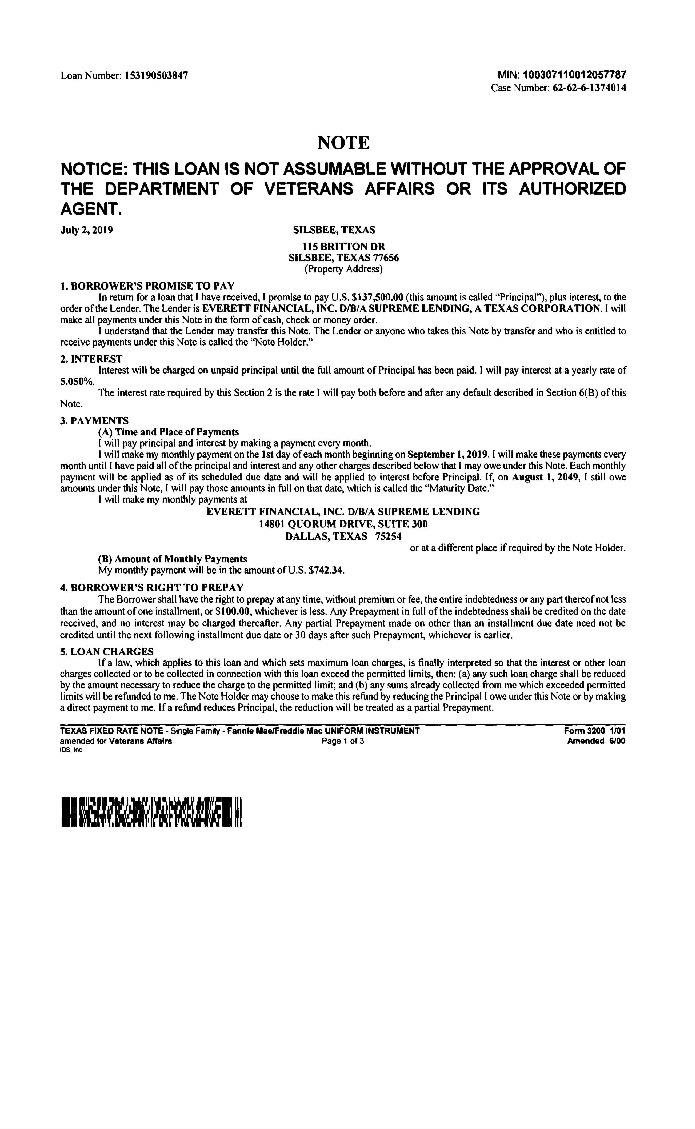 Loan Number: 153190503847
MIN: 100307110012057787
Case Number: 62-62-6-1374014
NOTE
NOTICE: THIS LOAN IS NOT ASSUMABLE WITHOUT THE APPROVAL OF
THE DEPARTMENT OF VETERANS AFFAIRS OR ITS AUTHORIZED
AGENT.
July 2, 2019 SILSBEE, TEXAS
115 BRITTON DR
SILSBEE, TEXAS 77656
(Property Address)
1. BORROWER'S PROMISE TO PAY
In return for a loan that I have received, I promise to pay U.S. $137,500.00 (this amount is called "Principal"), plus interest, to the
order of the Lender. The Lender is EVERETT FINANCIAL, INC. D/B/A SUPREME LENDING, A TEXAS CORPORATION. I will
make all payments under this Note in the form of cash, check or money order.
I understand that the Lender may transfer this Note. The Lender or anyone who takes this Note by transfer and who is entitled to
receive payments under this Note is called the "Note Holder."
2. INTEREST
Interest will be charged on unpaid principal until the full amount of Principal has been paid. I will pay interest at a yearly rate of
5.050%.
The interest rate required by this Section 2 is the rate I will pay both before and after any default described in Section 6(B) of this
Note.
3. PAYMENTS
(A) Time and Place of Payments
I will pay principal and interest by making a payment every month.
I will make my monthly payment on the 1st day of each month beginning on September 1, 2019. I will make these payments every
month until I have paid all of the principal and interest and any other charges described below that I may owe under this Note. Each monthly
payment will be applied as of its scheduled due date and will be applied to interest before Principal. If, on August 1, 2049, I still owe
amounts under this Note, I will pay those amounts in full on that date, which is called the "Maturity Date."
I will make my monthly payments at
EVERETT FINANCIAL, INC. D/B/A SUPREME LENDING
14801 QUORUM DRIVE, SUITE 300
DALLAS, TEXAS 75254
or at a different place if required by the Note Holder.
(B) Amount of Monthly Payments
My monthly payment will be in the amount of U.S. $742.34.
4. BORROWER'S RIGHT TO PREPAY
The Borrower shall have the right to prepay at any time, without premium or fee, the entire indebtedness or any part thereof not less
than the amount of one installment, or $100.00, whichever is less. Any Prepayment in full of the indebtedness shall be credited on the date
received, and no interest may be charged thereafter. Any partial Prepayment made on other than an installment due date need not be
credited until the next following installment due date or 30 days after such Prepayment, whichever is earlier.
5. LOAN CHARGES
If a law, which applies to this loan and which sets maximum loan charges, is finally interpreted so that the interest or other loan
charges collected or to be collected in connection with this loan exceed the permitted limits, then: (a) any such loan charge shall be reduced
by the amount necessary to reduce the charge to the permitted limit; and (b) any sums already collected from me which exceeded permitted
limits will be refunded to me. The Note Holder may choose to make this refund by reducing the Principal I owe under this Note or by making
a direct payment to me. If a refund reduces Principal, the reduction will be treated as a partial Prepayment.
TEXAS FIXED RATE NOTE - Single Family - Fannie Mae/Freddie Mac UNIFORM INSTRUMENT Form 3200 1/01
amended for Veterans Affairs Page 1 of 3 Amended 6/00
IDS, Inc